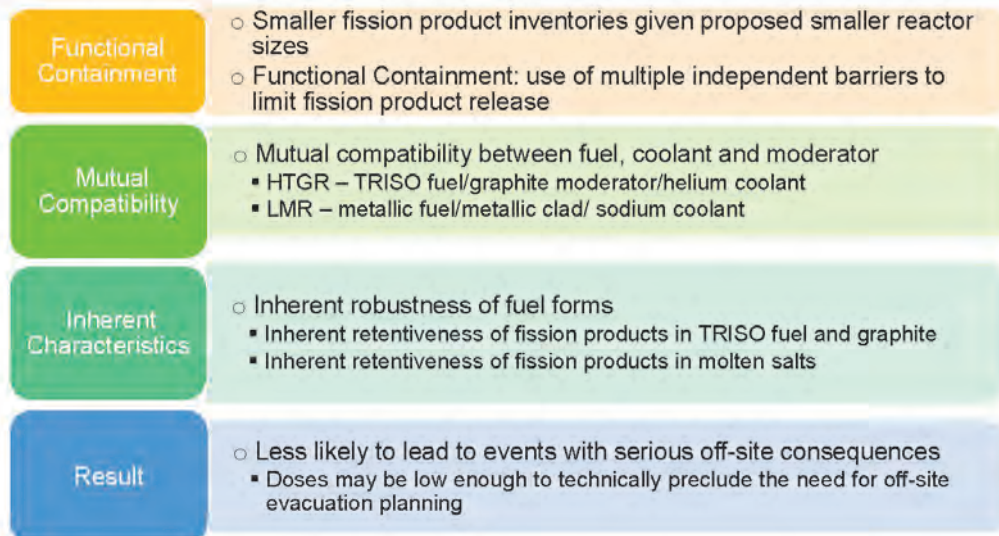 Functional
Containment
○ Smaller fission product inventories given proposed smaller reactor
sizes
○ Functional Containment: use of multiple independent barriers to
limit fission product release
Mutual
Compatibility
○ Mutual compatibility between fuel, coolant and moderator
▪ HTGR – TRISO fuel/graphite moderator/helium coolant
▪ LMR – metallic fuel/metallic clad/ sodium coolant
Inherent
Characteristics
○ Inherent robustness of fuel forms
▪ Inherent retentiveness of fission products in TRISO fuel and graphite
▪ Inherent retentiveness of fission products in molten salts
Result
○ Less likely to lead to events with serious off-site consequences
▪ Doses may be low enough to technically preclude the need for off-site
evacuation planning